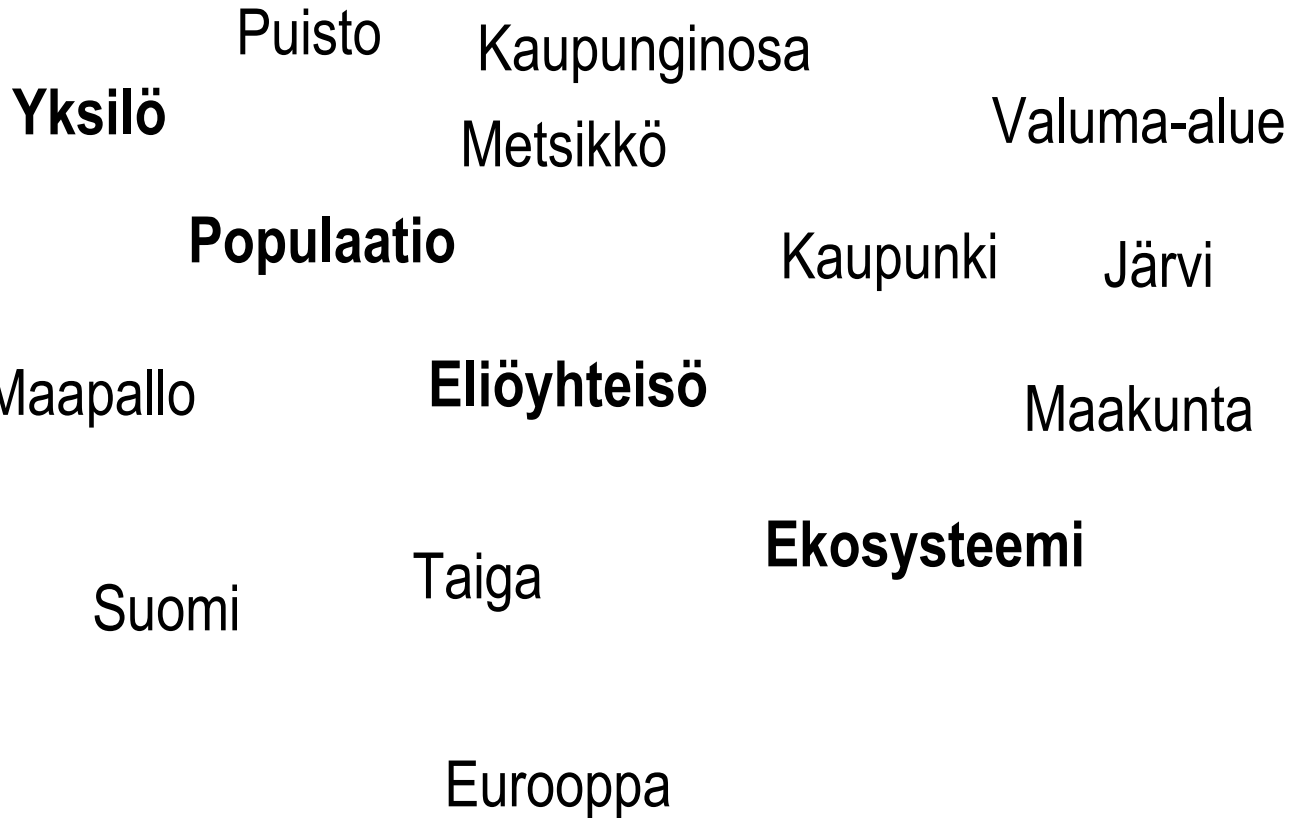 Puisto
Kaupunginosa
Yksilö
Metsikkö
Valuma-alue
Populaatio
Kaupunki
Järvi
Maapallo
Eliöyhteisö
Maakunta
Ekosysteemi
Taiga
Suomi
Eurooppa